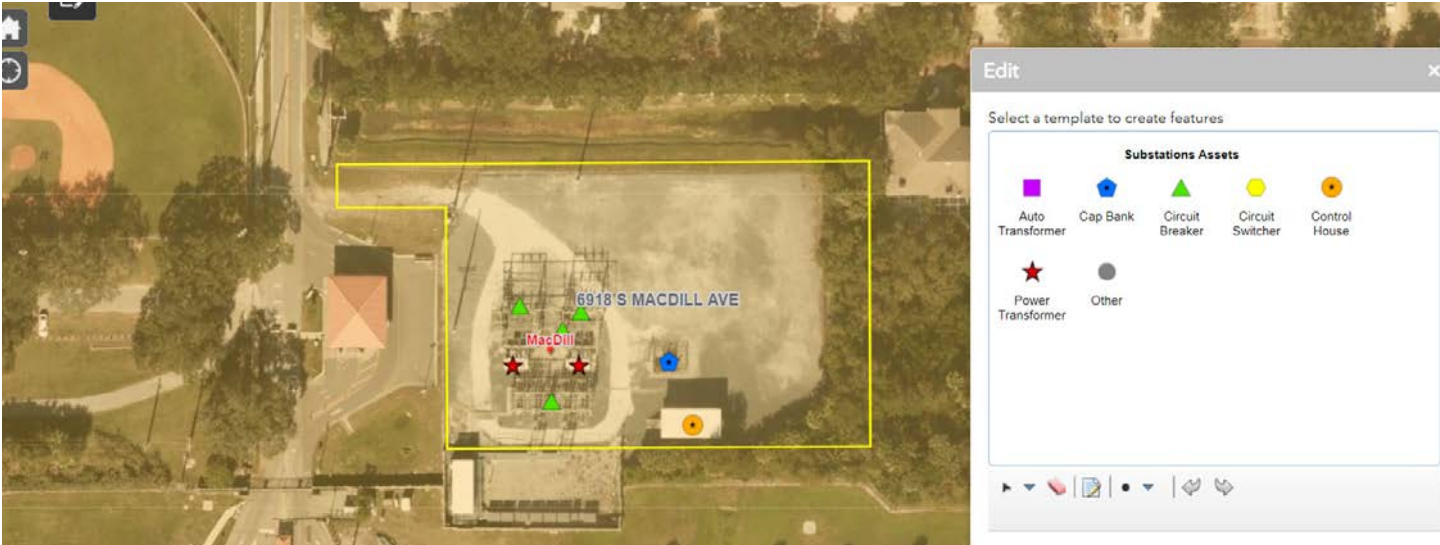 Edit
Select a template to create features
Substations Assets
Auto Transformer
Cap Bank
Circuit Breaker
Circuit Switcher
Control House
Power Transformer
Other
6918 S MACDILL AVE
MacDill